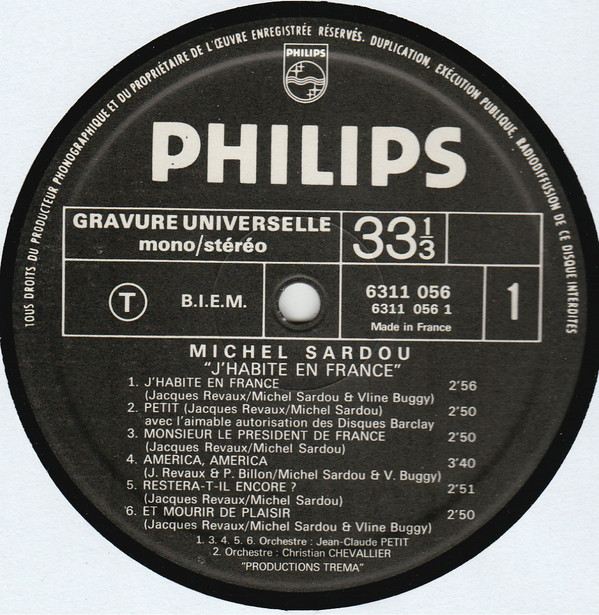 TOUS DROITS DU PRODUCTEUR PHONOGRAPHIQUE ET DU PROPRIÉTAIRE DE L'ŒUVRE ENREGISTRÉE RÉSERVÉS. DUPLICATION, EXÉCUTION PUBLIQUE, RADIODIFFUSION DE CE DISQUE INTERDITES
PHILIPS
PHILIPS
GRAVURE UNIVERSELLE
mono/stéréo
33 1/3
T
B.I.E.M.
6311 056
6311 056 1
Made in France
1
MICHEL SARDOU
"J'HABITE EN FRANCE"
1. J'HABITE EN FRANCE 2'56
(Jacques Revaux/Michel Sardou & Vline Buggy)
2. PETIT (Jacques Revaux/Michel Sardou) 2'50
avec l'aimable autorisation des Disques Barclay
3. MONSIEUR LE PRESIDENT DE FRANCE 2'50
(Jacques Revaux/Michel Sardou)
4. AMERICA, AMERICA 3'40
(J. Revaux & P. Billon/Michel Sardou & V. Buggy)
5. RESTERA-T-IL ENCORE ? 2'51
(Jacques Revaux/Michel Sardou)
6. ET MOURIR DE PLAISIR 2'50
(Jacques Revaux/Michel Sardou & Vline Buggy)
1. 3. 4. 5. 6. Orchestre : Jean-Claude PETIT
2. Orchestre : Christian CHEVALLIER
"PRODUCTIONS TREMA"